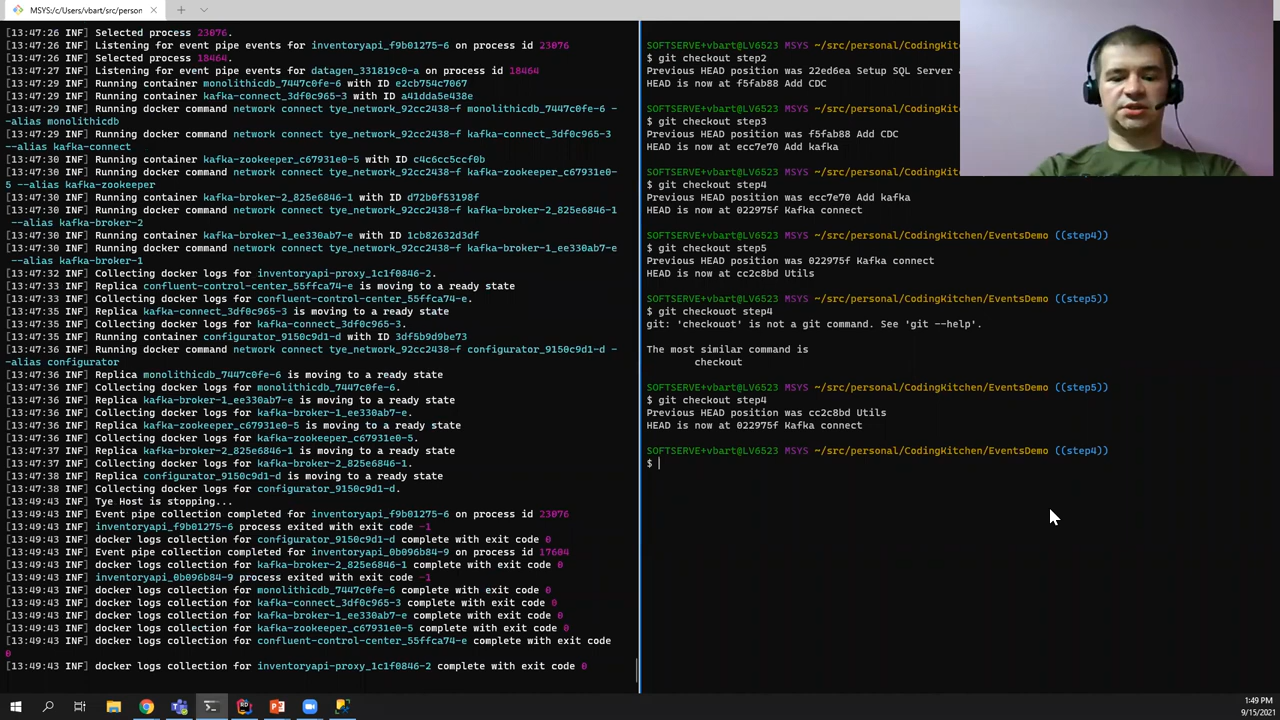 MSYS:/c/Users/vbart/src/person
[13:47:26 INF] Selected process 23076.
[13:47:26 INF] Listening for event pipe events for inventoryapi_f9b01275-6 on process id 23076
[13:47:26 INF] Selected process 18464.
[13:47:27 INF] Listening for event pipe events for datagen_331819c0-a on process id 18464
[13:47:29 INF] Running container monolithicdb_7447c0fe-6 with ID e2cb754c7067
[13:47:29 INF] Running container kafka-connect_3df0c965-3 with ID a41dda5e438e
[13:47:29 INF] Running docker command network connect tye_network_92cc2438-f monolithicdb_7447c0fe-6 -
-alias monolithicdb
[13:47:29 INF] Running docker command network connect tye_network_92cc2438-f kafka-connect_3df0c965-3
--alias kafka-connect
[13:47:30 INF] Running container kafka-zookeeper_c67931e0-5 with ID c4c6cc5ccf0b
[13:47:30 INF] Running docker command network connect tye_network_92cc2438-f kafka-zookeeper_c67931e0-
5 --alias kafka-zookeeper
[13:47:30 INF] Running container kafka-broker-2_825e6846-1 with ID d72b0f53198f
[13:47:30 INF] Running docker command network connect tye_network_92cc2438-f kafka-broker-2_825e6846-1
--alias kafka-broker-2
[13:47:30 INF] Running container kafka-broker-1_ee330ab7-e with ID 1cb82632d3df
[13:47:30 INF] Running docker command network connect tye_network_92cc2438-f kafka-broker-1_ee330ab7-e
--alias kafka-broker-1
[13:47:32 INF] Collecting docker logs for inventoryapi-proxy_1c1f0846-2.
[13:47:33 INF] Replica confluent-control-center_55ffca74-e is moving to a ready state
[13:47:33 INF] Collecting docker logs for confluent-control-center_55ffca74-e.
[13:47:35 INF] Replica kafka-connect_3df0c965-3 is moving to a ready state
[13:47:35 INF] Collecting docker logs for kafka-connect_3df0c965-3.
[13:47:35 INF] Running container configurator_9150c9d1-d with ID 3df5b9d9be73
[13:47:36 INF] Running docker command network connect tye_network_92cc2438-f configurator_9150c9d1-d -
-alias configurator
[13:47:36 INF] Replica monolithicdb_7447c0fe-6 is moving to a ready state
[13:47:36 INF] Collecting docker logs for monolithicdb_7447c0fe-6.
[13:47:36 INF] Replica kafka-broker-1_ee330ab7-e is moving to a ready state
[13:47:36 INF] Collecting docker logs for kafka-broker-1_ee330ab7-e.
[13:47:36 INF] Replica kafka-zookeeper_c67931e0-5 is moving to a ready state
[13:47:36 INF] Collecting docker logs for kafka-zookeeper_c67931e0-5.
[13:47:37 INF] Replica kafka-broker-2_825e6846-1 is moving to a ready state
[13:47:37 INF] Collecting docker logs for kafka-broker-2_825e6846-1.
[13:47:38 INF] Replica configurator_9150c9d1-d is moving to a ready state
[13:47:38 INF] Collecting docker logs for configurator_9150c9d1-d.
[13:49:43 INF] Tye Host is stopping...
[13:49:43 INF] Event pipe collection completed for inventoryapi_f9b01275-6 on process id 23076
[13:49:43 INF] inventoryapi_f9b01275-6 process exited with exit code -1
[13:49:43 INF] docker logs collection for configurator_9150c9d1-d complete with exit code 0
[13:49:43 INF] Event pipe collection completed for inventoryapi_0b096b84-9 on process id 17604
[13:49:43 INF] docker logs collection for kafka-broker-2_825e6846-1 complete with exit code 0
[13:49:43 INF] inventoryapi_0b096b84-9 process exited with exit code -1
[13:49:43 INF] docker logs collection for monolithicdb_7447c0fe-6 complete with exit code 0
[13:49:43 INF] docker logs collection for kafka-connect_3df0c965-3 complete with exit code 0
[13:49:43 INF] docker logs collection for kafka-broker-1_ee330ab7-e complete with exit code 0
[13:49:43 INF] docker logs collection for kafka-zookeeper_c67931e0-5 complete with exit code 0
[13:49:43 INF] docker logs collection for confluent-control-center_55ffca74-e complete with exit code
0
[13:49:43 INF] docker logs collection for inventoryapi-proxy_1c1f0846-2 complete with exit code 0
SOFTSERVE+vbart@LV6523 MSYS ~/src/personal/CodingKitchen/
$ git checkout step2
Previous HEAD position was 22ed6ea Setup SQL Server
HEAD is now at f5fab88 Add CDC
SOFTSERVE+vbart@LV6523 MSYS ~/src/personal/CodingKitchen/
$ git checkout step3
Previous HEAD position was f5fab88 Add CDC
HEAD is now at ecc7e70 Add kafka
SOFTSERVE+vbart@LV6523 MSYS ~/src/personal/CodingKitchen/
$ git checkout step4
Previous HEAD position was ecc7e70 Add kafka
HEAD is now at 022975f Kafka connect
SOFTSERVE+vbart@LV6523 MSYS ~/src/personal/CodingKitchen/EventsDemo ((step4))
$ git checkout step5
Previous HEAD position was 022975f Kafka connect
HEAD is now at cc2c8bd Utils
SOFTSERVE+vbart@LV6523 MSYS ~/src/personal/CodingKitchen/EventsDemo ((step5))
$ git checkouot step4
git: 'checkouot' is not a git command. See 'git --help'.
The most similar command is
checkout
SOFTSERVE+vbart@LV6523 MSYS ~/src/personal/CodingKitchen/EventsDemo ((step5))
$ git checkout step4
Previous HEAD position was cc2c8bd Utils
HEAD is now at 022975f Kafka connect
SOFTSERVE+vbart@LV6523 MSYS ~/src/personal/CodingKitchen/EventsDemo ((step4))
$
1:49 PM
9/15/2021